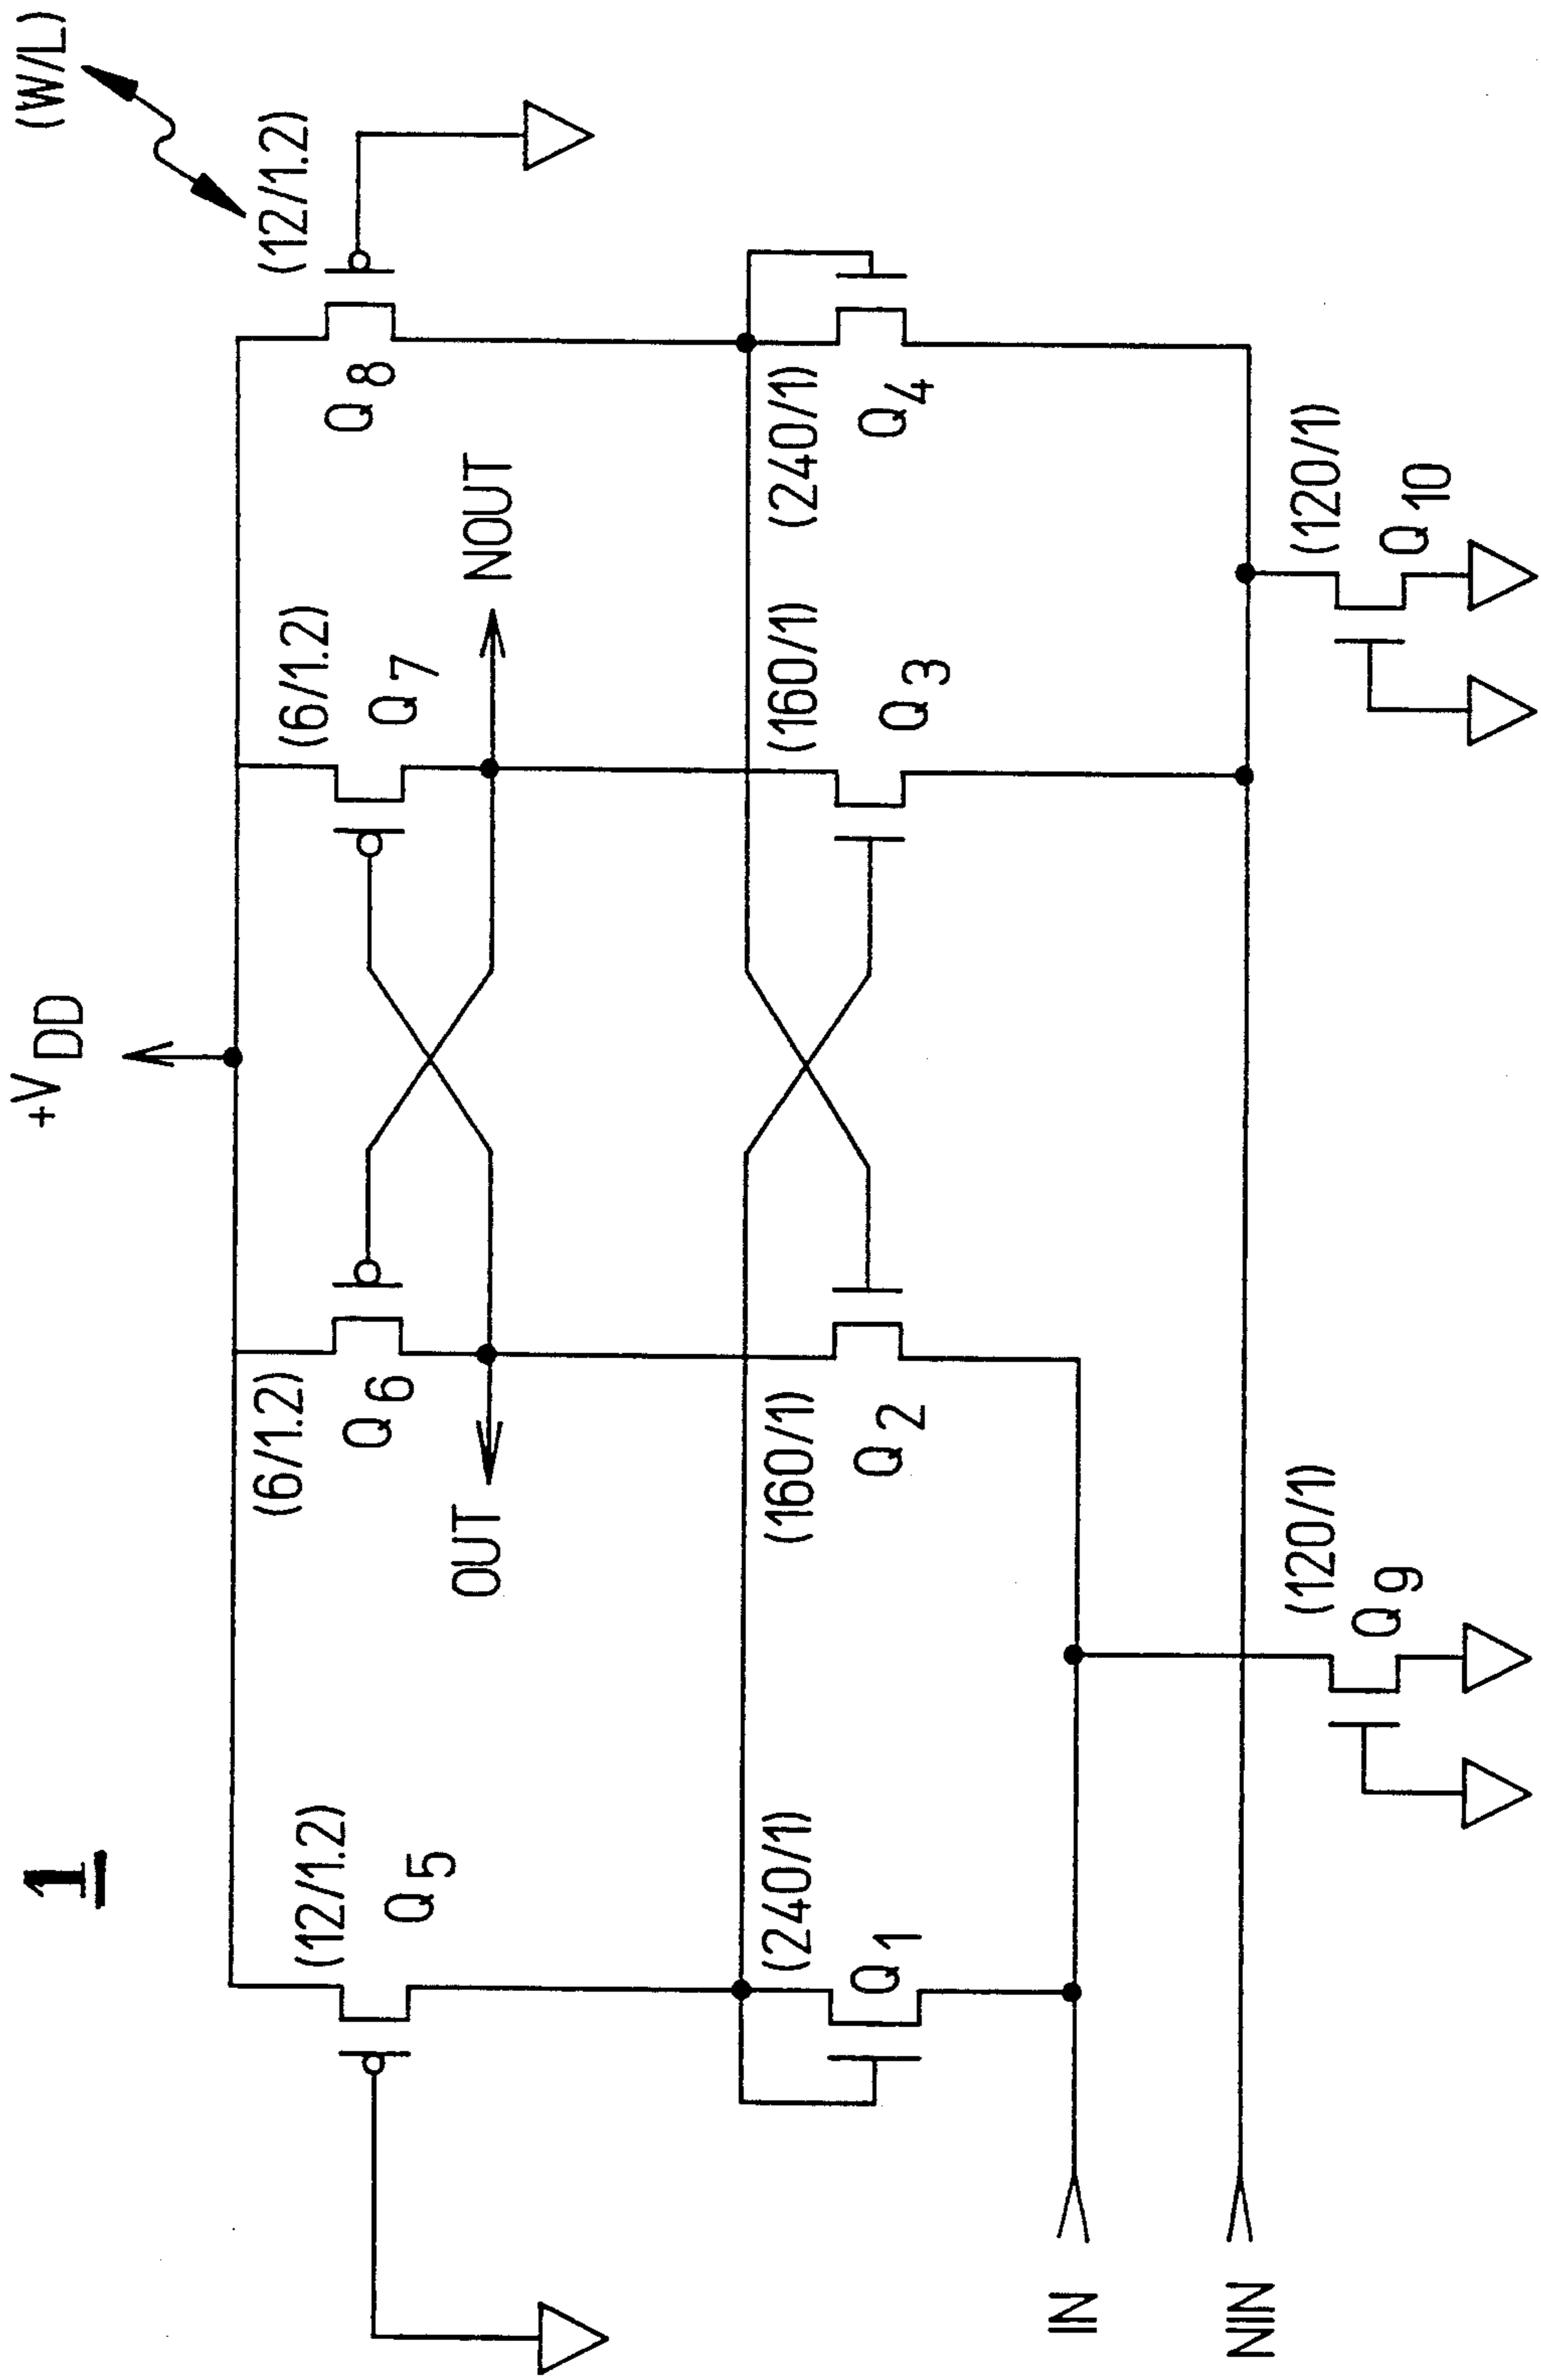 1
+VDD
(W/L)
(12/1.2)
Q5
(6/1.2)
Q6
(6/1.2)
Q7
(12/1.2)
Q8
OUT
NOUT
(240/1)
Q1
(160/1)
Q2
(160/1)
Q3
(240/1)
Q4
IN
NIN
(120/1)
Q9
(120/1)
Q10